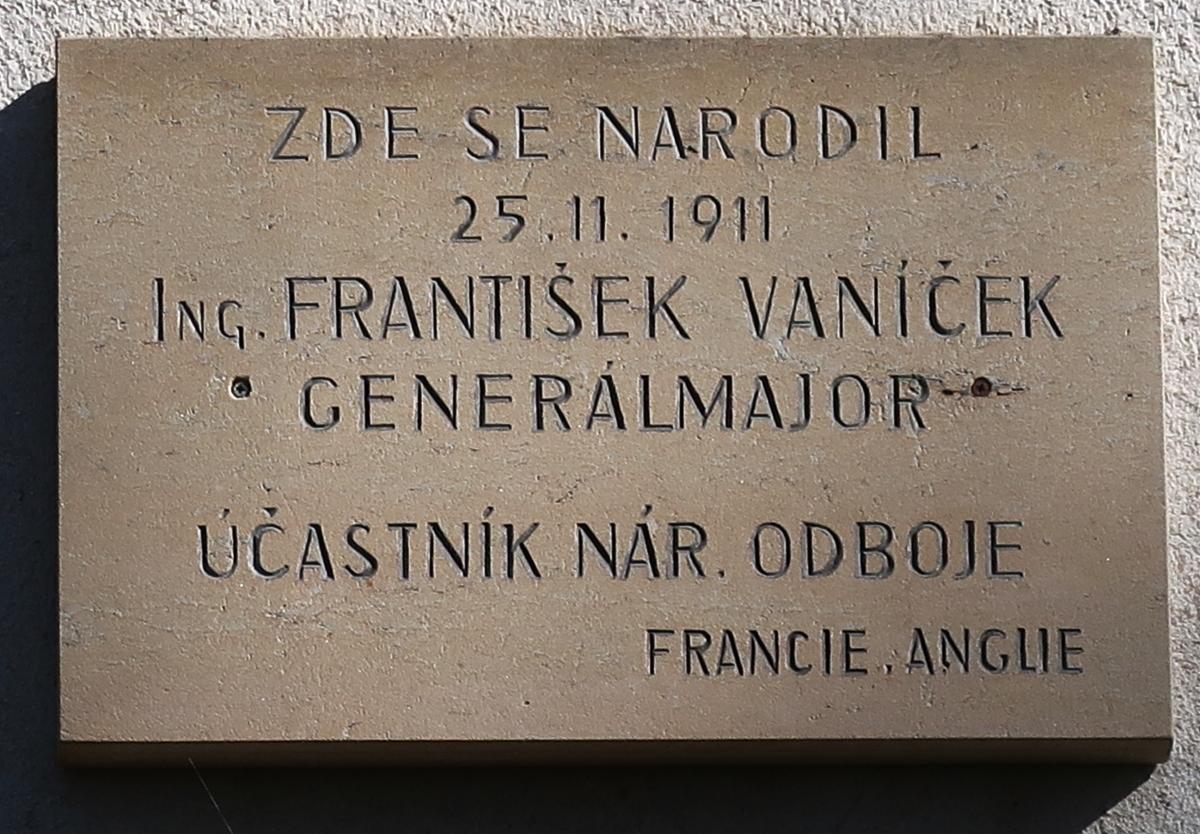 ZDE SE NARODIL
25.11. 1911
ING. FRANTIŠEK VANÍČEK
GENERÁLMAJOR
ÚČASTNÍK NÁR. ODBOJE
FRANCIE, ANGLIE